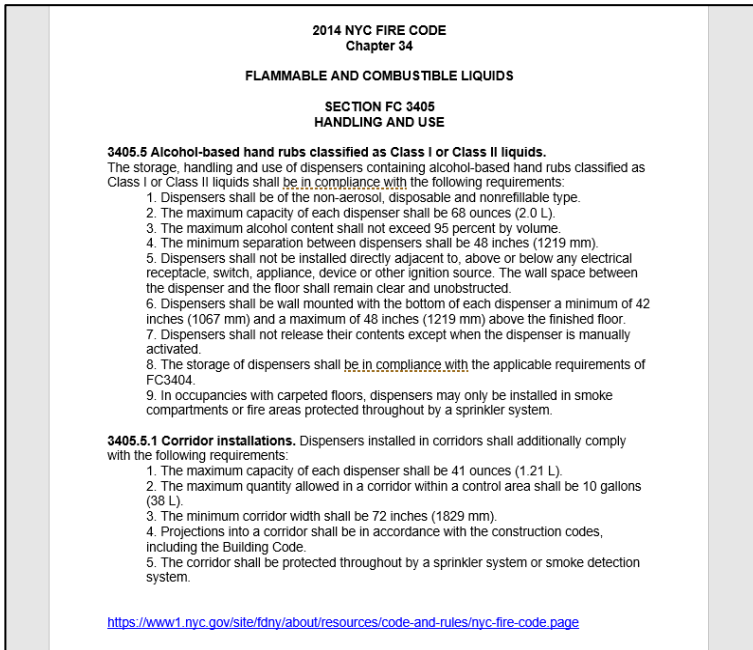 2014 NYC FIRE CODE
Chapter 34
FLAMMABLE AND COMBUSTIBLE LIQUIDS
SECTION FC 3405
HANDLING AND USE
3405.5 Alcohol-based hand rubs classified as Class I or Class II liquids.
The storage, handling and use of dispensers containing alcohol-based hand rubs classified as
Class I or Class II liquids shall be in compliance with the following requirements:
1. Dispensers shall be of the non-aerosol, disposable and nonrefillable type.
2. The maximum capacity of each dispenser shall be 68 ounces (2.0 L).
3. The maximum alcohol content shall not exceed 95 percent by volume.
4. The minimum separation between dispensers shall be 48 inches (1219 mm).
5. Dispensers shall not be installed directly adjacent to, above or below any electrical
receptacle, switch, appliance, device or other ignition source. The wall space between
the dispenser and the floor shall remain clear and unobstructed.
6. Dispensers shall be wall mounted with the bottom of each dispenser a minimum of 42
inches (1067 mm) and a maximum of 48 inches (1219 mm) above the finished floor.
7. Dispensers shall not release their contents except when the dispenser is manually
activated.
8. The storage of dispensers shall be in compliance with the applicable requirements of
FC3404.
9. In occupancies with carpeted floors, dispensers may only be installed in smoke
compartments or fire areas protected throughout by a sprinkler system.
3405.5.1 Corridor installations. Dispensers installed in corridors shall additionally comply
with the following requirements:
1. The maximum capacity of each dispenser shall be 41 ounces (1.21 L).
2. The maximum quantity allowed in a corridor within a control area shall be 10 gallons
(38 L).
3. The minimum corridor width shall be 72 inches (1829 mm).
4. Projections into a corridor shall be in accordance with the construction codes,
including the Building Code.
5. The corridor shall be protected throughout by a sprinkler system or smoke detection
system.
https://www1.nyc.gov/site/fdny/about/resources/code-and-rules/nyc-fire-code.page